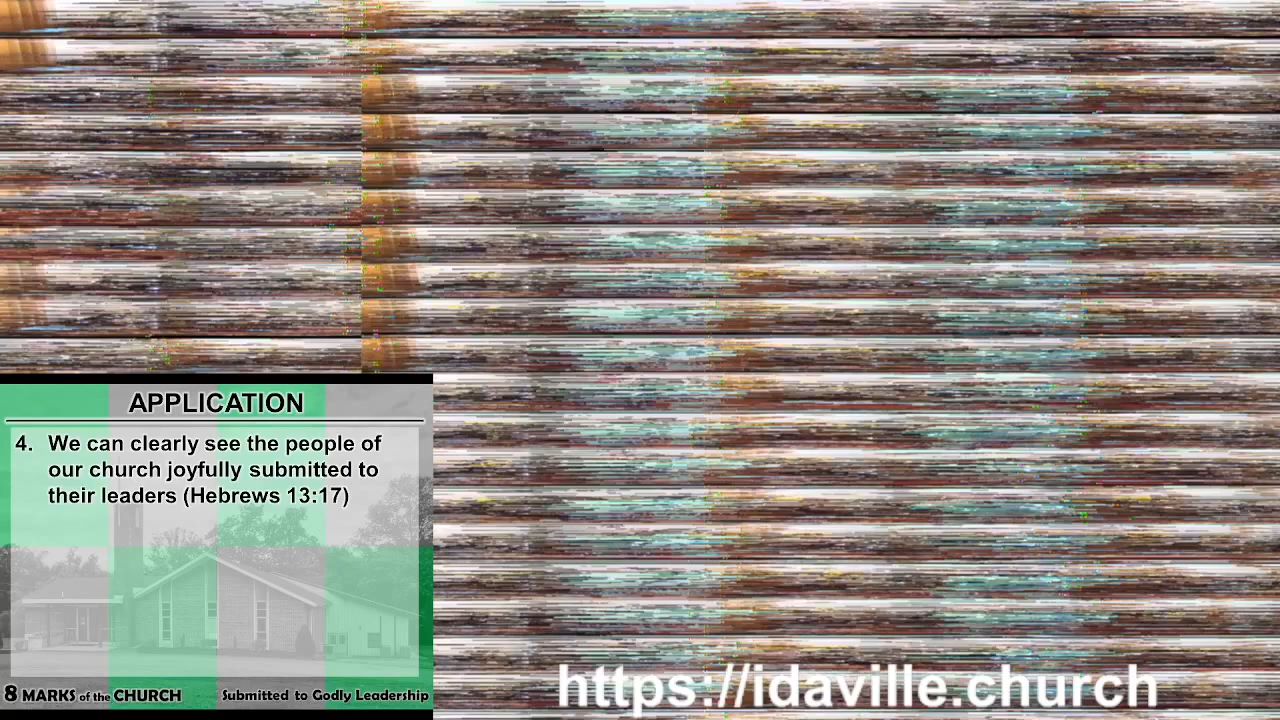 APPLICATION
4. We can clearly see the people of
our church joyfully submitted to
their leaders (Hebrews 13:17)
8 MARKS of the CHURCH Submitted to Godly Leadership
https://idaville.church